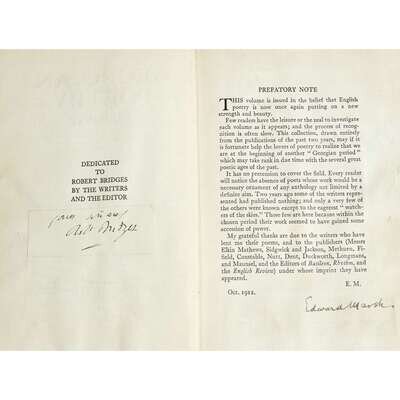 DEDICATED
TO
ROBERT BRIDGES
BY THE WRITERS
AND THE EDITOR
Robt Bridges
PREFATORY NOTE
THIS volume is issued in the belief that English
poetry is now once again putting on a new
strength and beauty.
Few readers have the leisure or the zeal to investigate
each volume as it appears; and the process of recog-
nition is often slow. This collection, drawn entirely
from the publications of the past two years, may if it
is fortunate help the lovers of poetry to realize that we
are at the beginning of another "Georgian period"
which may take rank in due time with the several great
poetic ages of the past.
It has no pretension to cover the field. Every reader
will notice the absence of poets whose work would be a
necessary ornament of any anthology not limited by a
definite aim. Two years ago some of the writers repre-
sented had published nothing; and only a very few of
the others were known except to the eagerest "watch-
ers of the skies." Those few are here because within the
chosen period their work seemed to have gained some
accession of power.
My grateful thanks are due to the writers who have
lent me their poems, and to the publishers (Messrs
Elkin Mathews, Sidgwick and Jackson, Methuen, Fi-
field, Constable, Nutt, Dent, Duckworth, Longmans,
and Maunsel, and the Editors of Basileon, Rhythm, and
the English Review) under whose imprint they have
appeared.
E. M.
Oct. 1912.
Edward Marsh